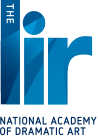 THE
lir
NATIONAL ACADEMY
OF DRAMATIC ART